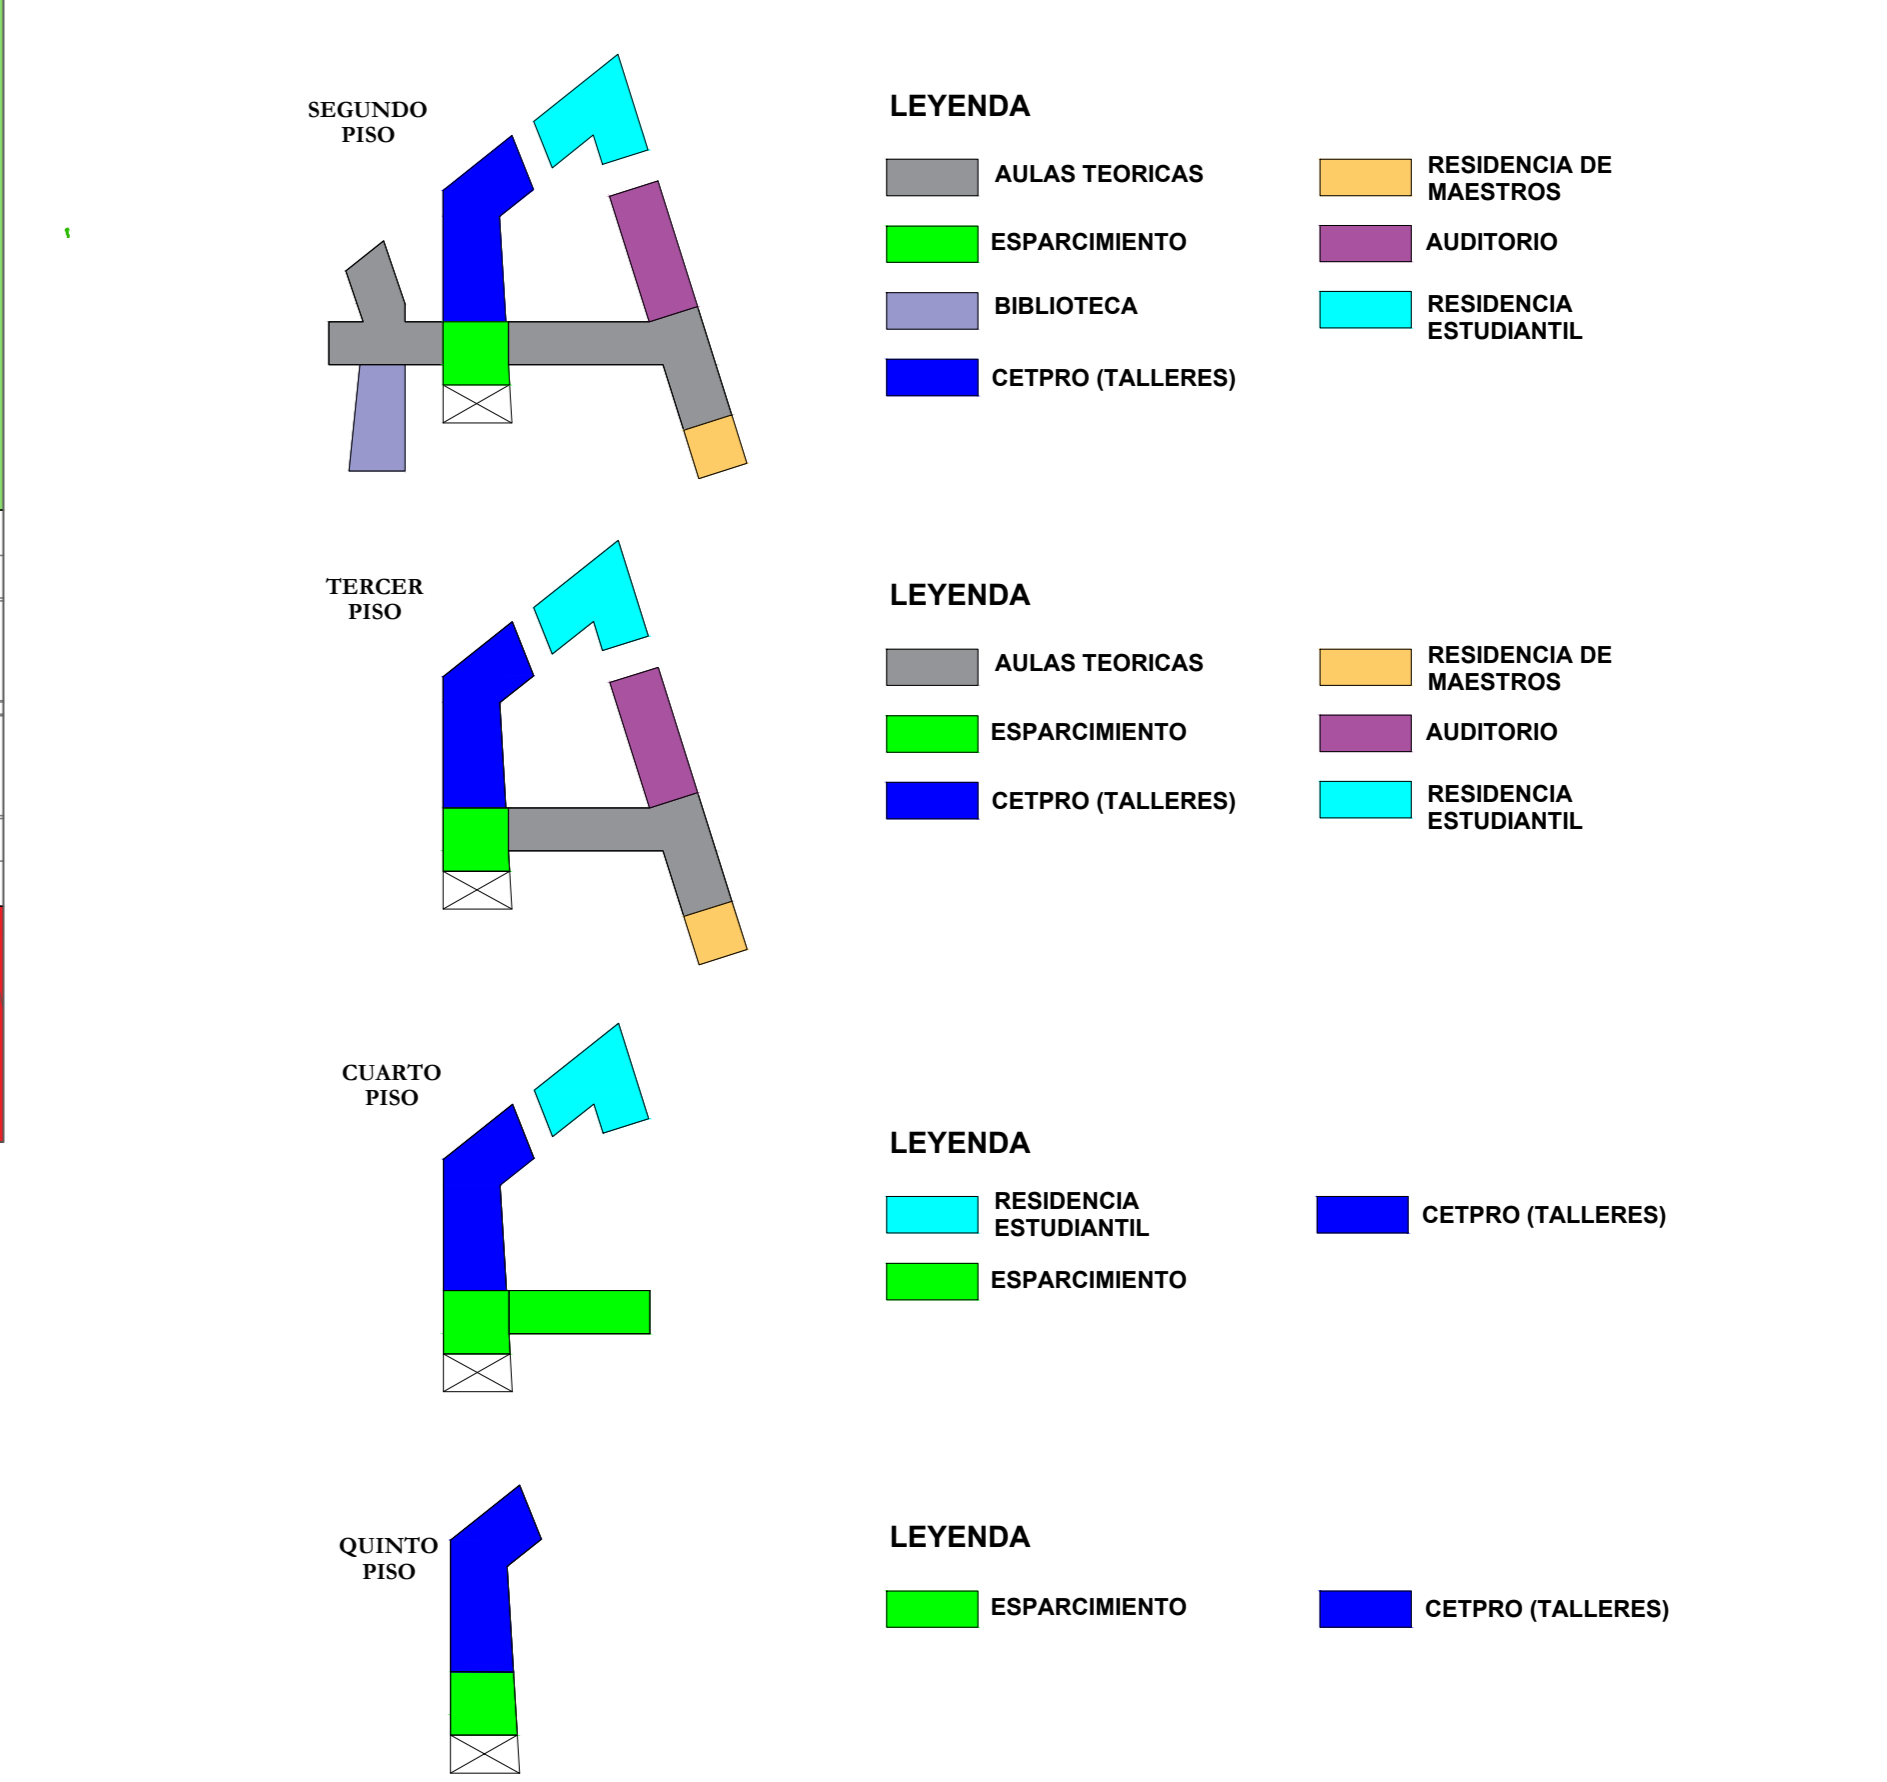 SEGUNDO
PISO
LEYENDA
AULAS TEORICAS
ESPARCIMIENTO
BIBLIOTECA
CETPRO (TALLERES)
RESIDENCIA DE
MAESTROS
AUDITORIO
RESIDENCIA
ESTUDIANTIL
TERCER
PISO
LEYENDA
AULAS TEORICAS
ESPARCIMIENTO
CETPRO (TALLERES)
RESIDENCIA DE
MAESTROS
AUDITORIO
RESIDENCIA
ESTUDIANTIL
CUARTO
PISO
LEYENDA
RESIDENCIA
ESTUDIANTIL
ESPARCIMIENTO
CETPRO (TALLERES)
QUINTO
PISO
LEYENDA
ESPARCIMIENTO
CETPRO (TALLERES)